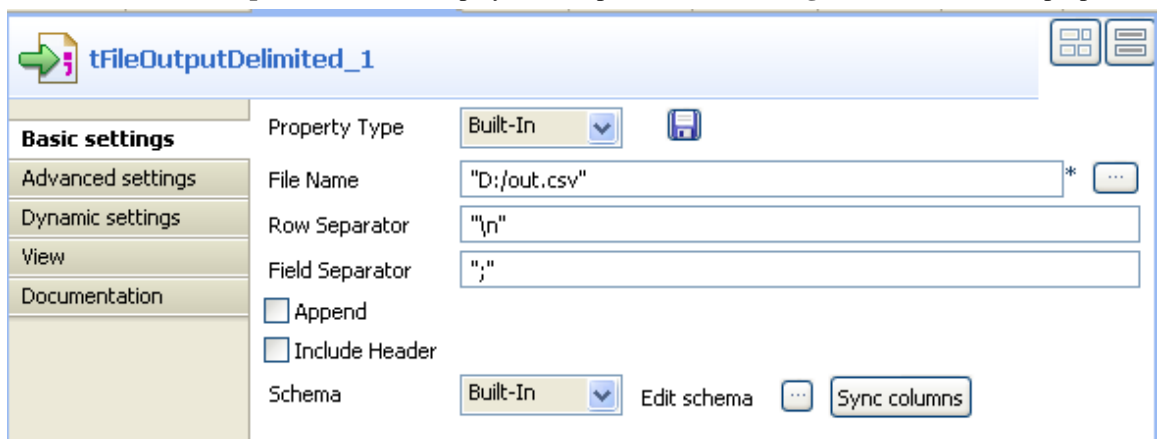 tFileOutputDelimited_1
Basic settings
Property Type Built-In
Advanced settings
File Name "D:/out.csv" * ...
Dynamic settings
Row Separator "\n"
View
Field Separator ";"
Documentation
Append
Include Header
Schema Built-In Edit schema ... Sync columns